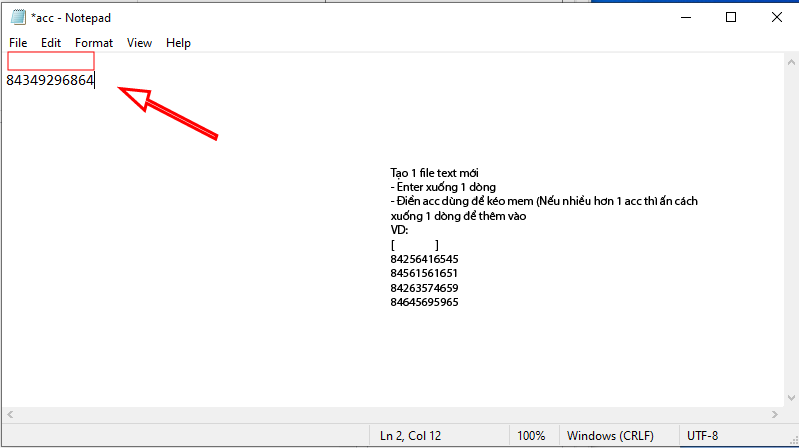 *acc - Notepad
File Edit Format View Help
84349296864
Tạo 1 file text mới
- Enter xuống 1 dòng
- Điền acc dùng để kéo mem (Nếu nhiều hơn 1 acc thì ấn cách
xuống 1 dòng để thêm vào
VD:
[ ]
84256416545
84561561651
84263574659
84645695965
Ln 2, Col 12 100% Windows (CRLF) UTF-8